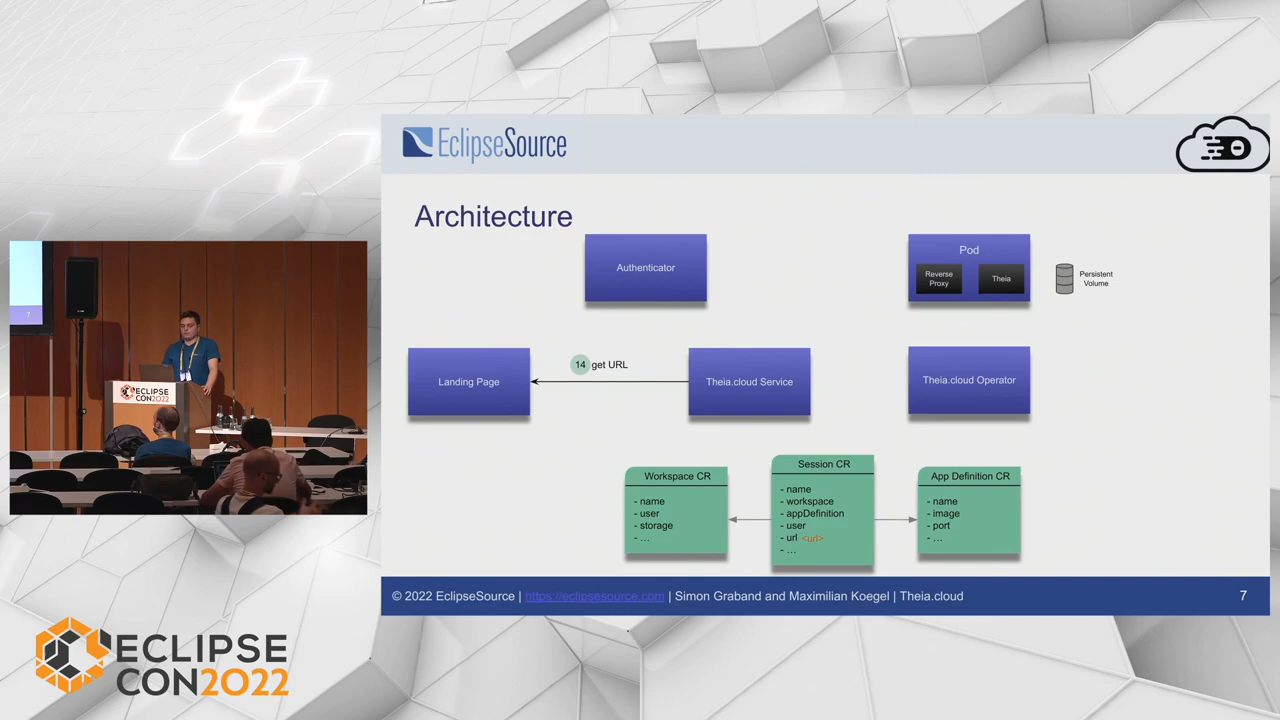 EclipseSource
Architecture
Authenticator
Pod
Reverse
Proxy
Theia
Persistent
Volume
Landing Page
14 get URL
Theia.cloud Service
Theia.cloud Operator
Workspace CR
- name
- user
- storage
- ...
Session CR
- name
- workspace
- appDefinition
- user
- url <url>
- ...
App Definition CR
- name
- image
- port
- ...
© 2022 EclipseSource | https://eclipsesource.com | Simon Graband and Maximilian Koegel | Theia.cloud
7
7
ECLIPSE
CON2022
ECLIPSE
CON2022